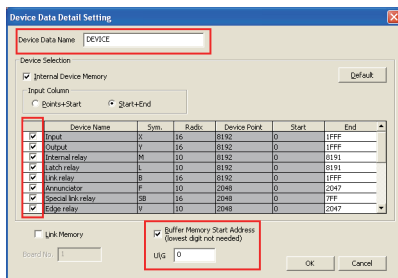 Device Data Detail Setting
Device Data Name DEVICE
Device Selection
Internal Device Memory Default
Input Column
Points+Start Start+End
Device Name Sym. Radix Device Point Start End
Input X 16 8192 0 1FFF
Output Y 16 8192 0 1FFF
Internal relay M 10 8192 0 8191
Latch relay L 10 8192 0 8191
Link relay B 16 8192 0 1FFF
Annunciator F 10 2048 0 2047
Special link relay SB 16 2048 0 7FF
Edge relay V 10 2048 0 2047
Link Memory Buffer Memory Start Address
(lowest digit not needed)
Board No. 1 U\G 0
OK Cancel